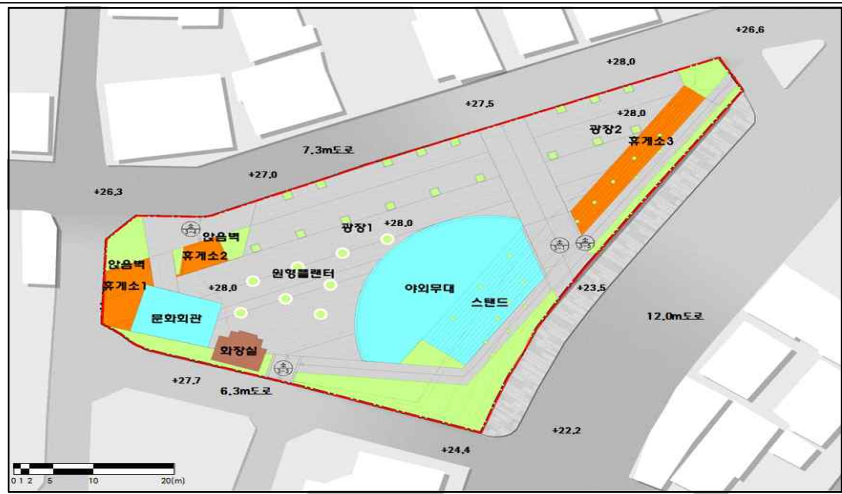 +26.6
+28.0
+27.5
+28.0
광장2
휴게소3
7.3m도로
+27.0
+26.3
광장1
+28.0
앉음벽
휴게소2
앉음벽
휴게소1
원형플랜터
+28.0
야외무대
스탠드
+23.5
12.0m도로
문화회관
화장실
+27.7
6.3m도로
+22.2
+24.4
0 1 2 5 10 20(m)